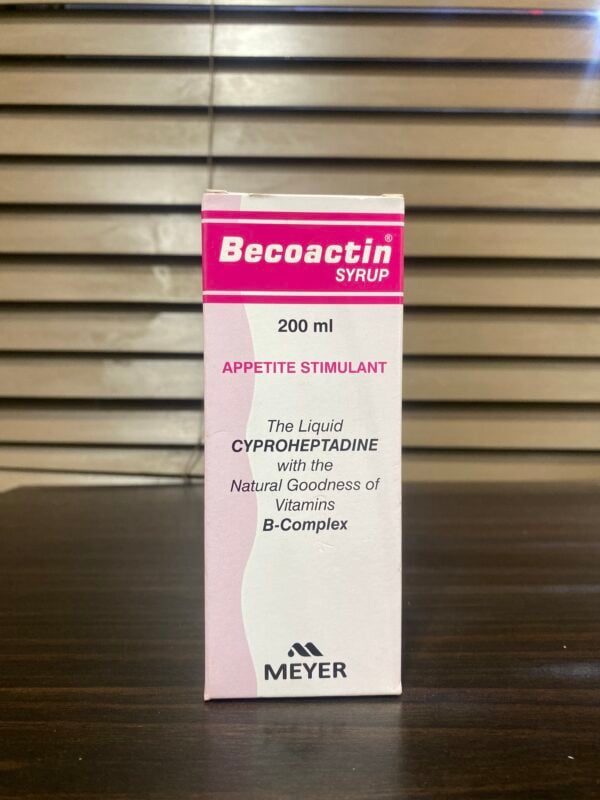 Becoactin®
SYRUP
200 ml
APPETITE STIMULANT
The Liquid
CYPROHEPTADINE
with the
Natural Goodness of
Vitamins
B-Complex
MEYER